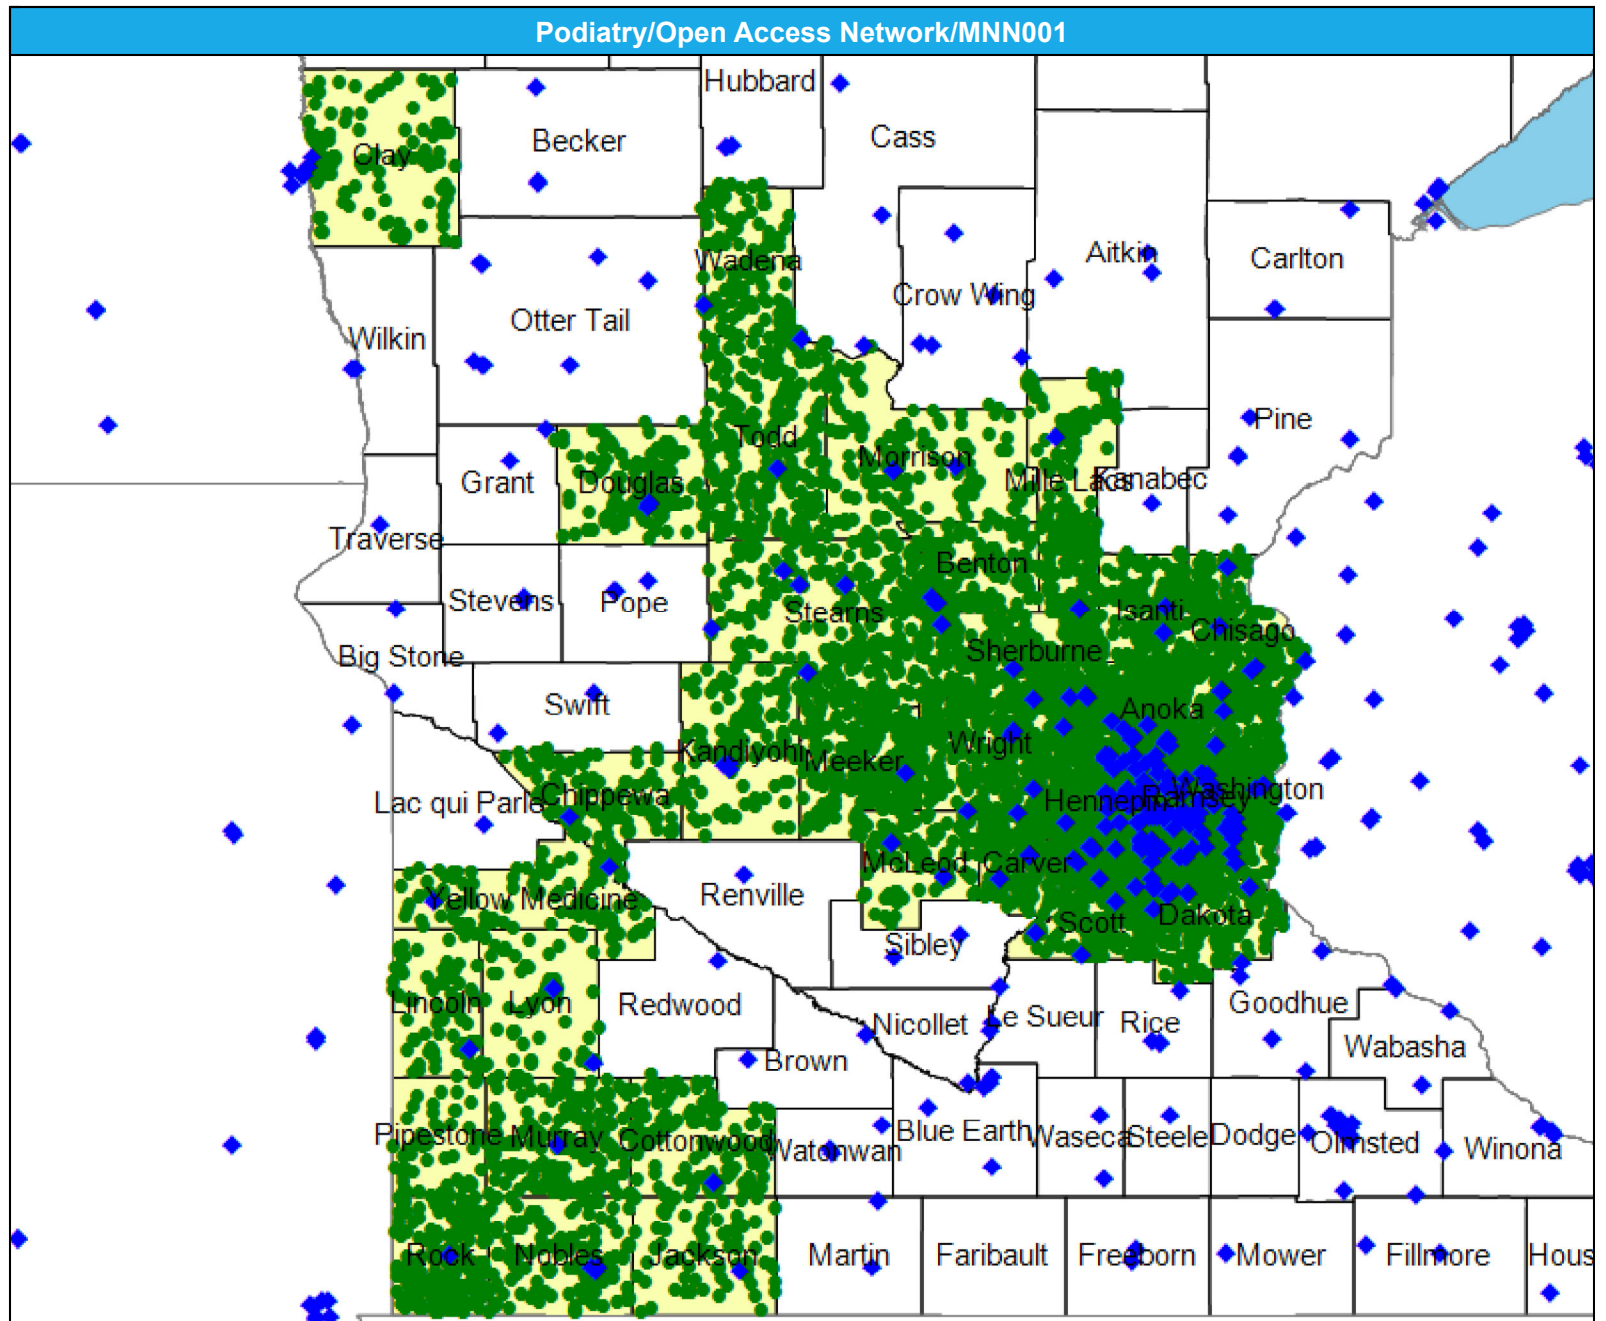 Podiatry/Open Access Network/MNN001
Hubbard
Cass
Becker
Clay
Wadena
Aitkin
Carlton
Crow Wing
Otter Tail
Wilkin
Pine
Todd
Morrison
Mille Lacs
Kanabec
Grant
Douglas
Traverse
Benton
Stevens
Pope
Stearns
Isanti
Chisago
Big Stone
Sherburne
Swift
Anoka
Kandiyohi
Meeker
Wright
Lac qui Parle
Chippewa
Hennepin
Ramsey
Washington
McLeod
Carver
Yellow Medicine
Renville
Scott
Dakota
Sibley
Lincoln
Lyon
Redwood
Nicollet
Le Sueur
Rice
Goodhue
Wabasha
Brown
Pipestone
Murray
Cottonwood
Watonwan
Blue Earth
Waseca
Steele
Dodge
Olmsted
Winona
Rock
Nobles
Jackson
Martin
Faribault
Freeborn
Mower
Fillmore
Hous